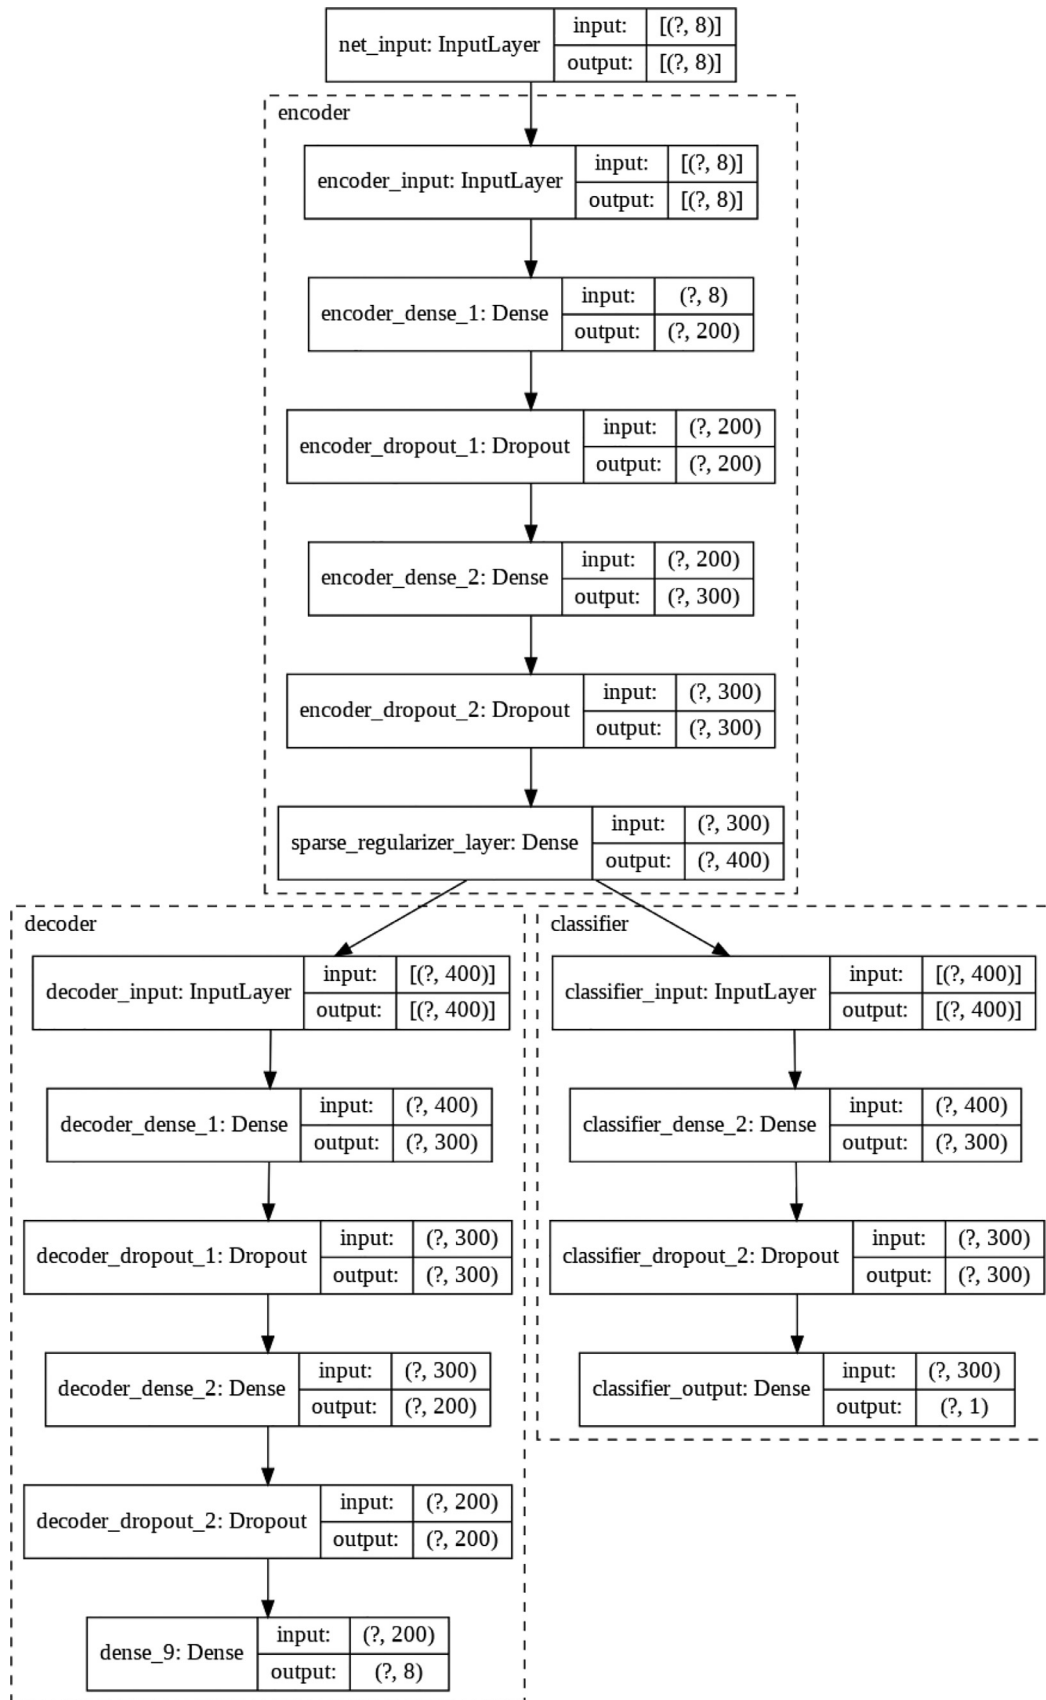 net_input: InputLayer
input: [(?, 8)]
output: [(?, 8)]
encoder
encoder_input: InputLayer
input: [(?, 8)]
output: [(?, 8)]
encoder_dense_1: Dense
input: (?, 8)
output: (?, 200)
encoder_dropout_1: Dropout
input: (?, 200)
output: (?, 200)
encoder_dense_2: Dense
input: (?, 200)
output: (?, 300)
encoder_dropout_2: Dropout
input: (?, 300)
output: (?, 300)
sparse_regularizer_layer: Dense
input: (?, 300)
output: (?, 400)
decoder
decoder_input: InputLayer
input: [(?, 400)]
output: [(?, 400)]
decoder_dense_1: Dense
input: (?, 400)
output: (?, 300)
decoder_dropout_1: Dropout
input: (?, 300)
output: (?, 300)
decoder_dense_2: Dense
input: (?, 300)
output: (?, 200)
decoder_dropout_2: Dropout
input: (?, 200)
output: (?, 200)
dense_9: Dense
input: (?, 200)
output: (?, 8)
classifier
classifier_input: InputLayer
input: [(?, 400)]
output: [(?, 400)]
classifier_dense_2: Dense
input: (?, 400)
output: (?, 300)
classifier_dropout_2: Dropout
input: (?, 300)
output: (?, 300)
classifier_output: Dense
input: (?, 300)
output: (?, 1)